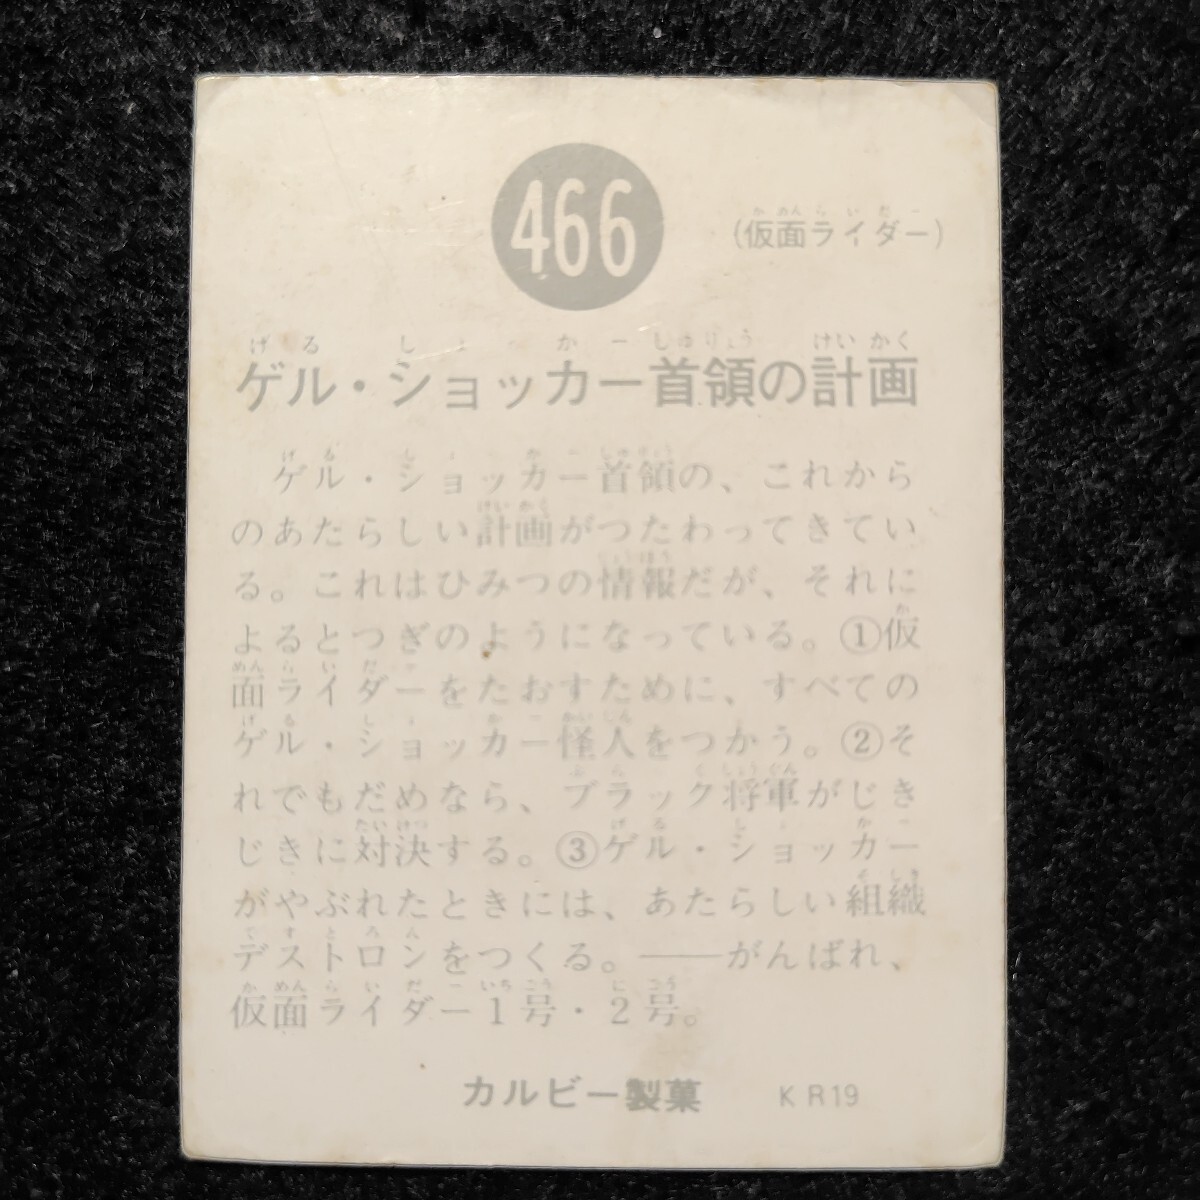 466
(仮面ライダー)
ゲル・ショッカー首領の計画
ゲル・ショッカー首領の、これから
のあたらしい計画がつたわってきてい
る。これはひみつの情報だが、それに
よるとつぎのようになっている。①仮
面ライダーをたおすために、すべての
ゲル・ショッカー怪人をつかう。②そ
れでもだめなら、ブラック将軍がじき
じきに対決する。③ゲル・ショッカー
がやぶれたときには、あたらしい組織
デストロンをつくる。――がんばれ、
仮面ライダー1号・2号。
カルビー製菓 KR19